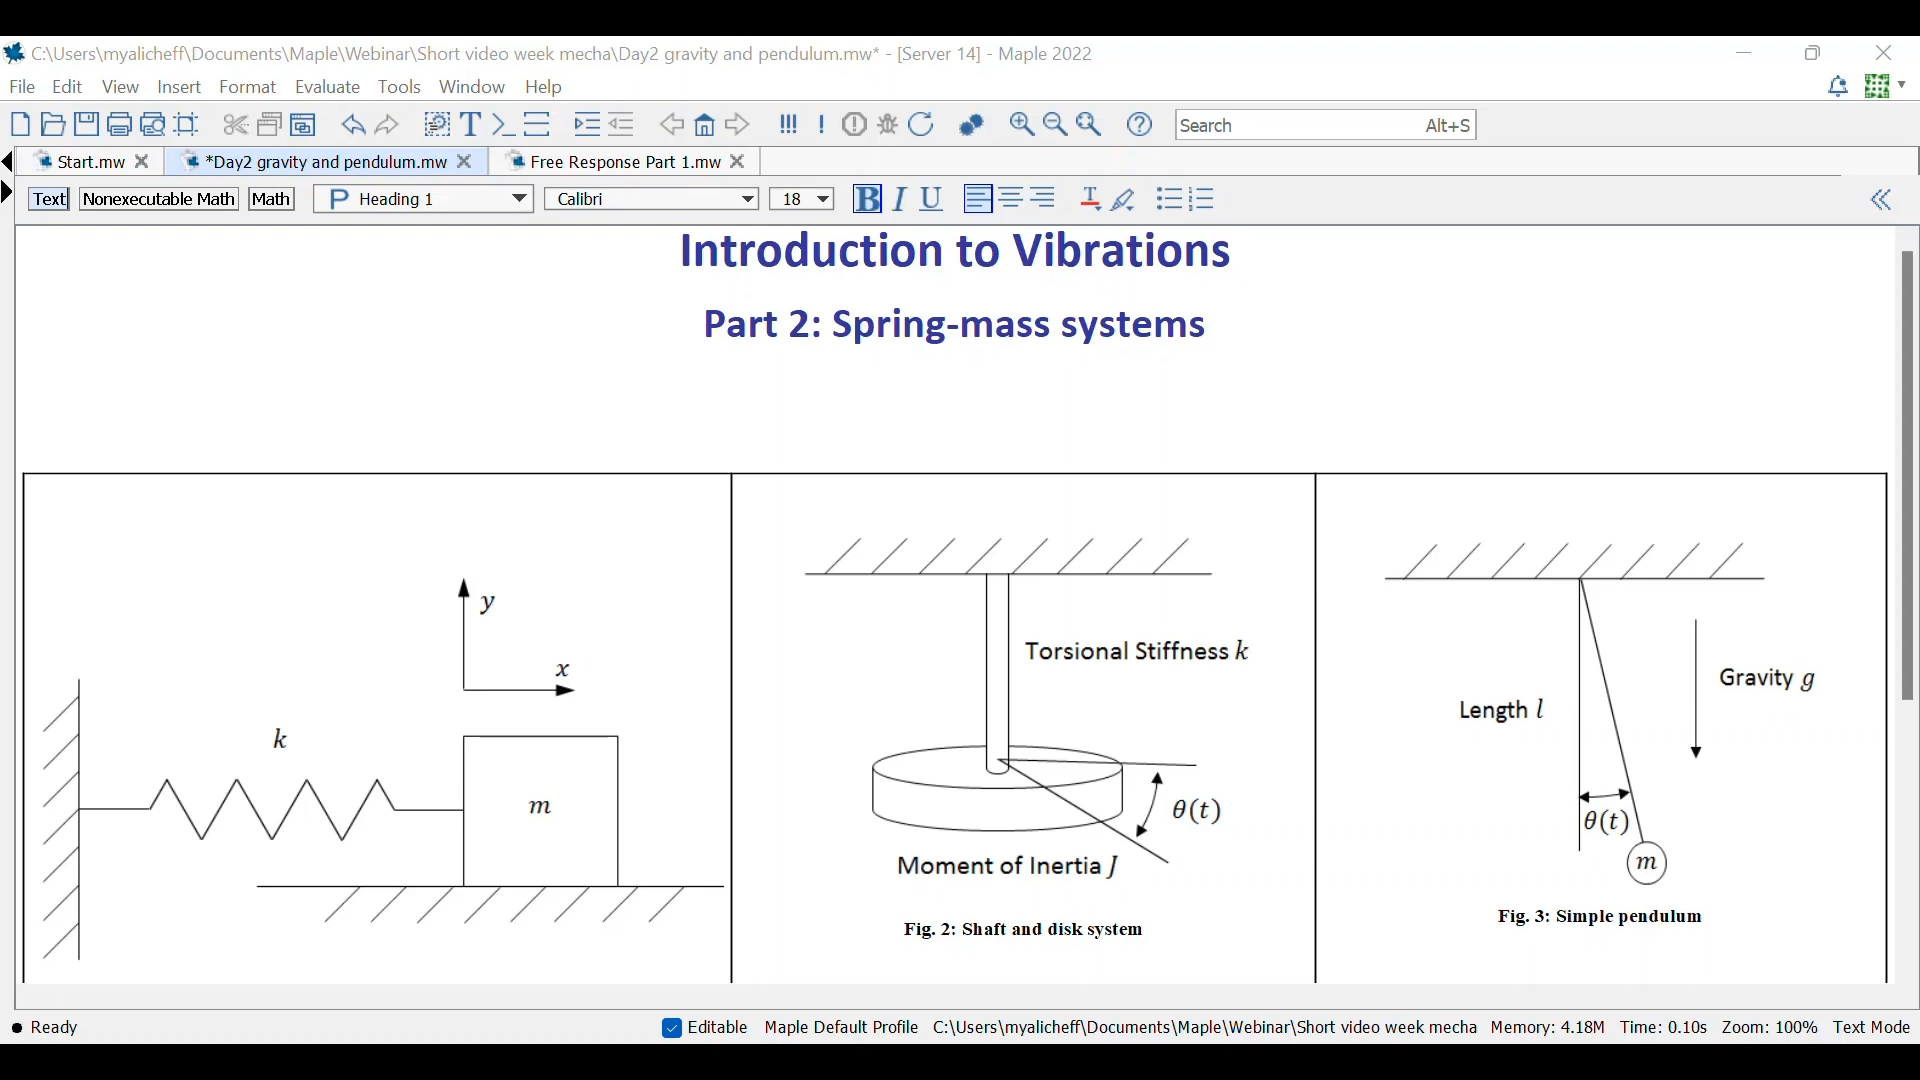 C:\Users\myalicheff\Documents\Maple\Webinar\Short video week mecha\Day2 gravity and pendulum.mw* - [Server 14] - Maple 2022
File Edit View Insert Format Evaluate Tools Window Help
Search Alt+S
Start.mw *Day2 gravity and pendulum.mw Free Response Part 1.mw
Text Nonexecutable Math Math P Heading 1 Calibri 18 B I U
Introduction to Vibrations
Part 2: Spring-mass systems
y
x
k
m
Torsional Stiffness k
θ(t)
Moment of Inertia J
Fig. 2: Shaft and disk system
Gravity g
Length l
θ(t)
m
Fig. 3: Simple pendulum
Ready Editable Maple Default Profile C:\Users\myalicheff\Documents\Maple\Webinar\Short video week mecha Memory: 4.18M Time: 0.10s Zoom: 100% Text Mode